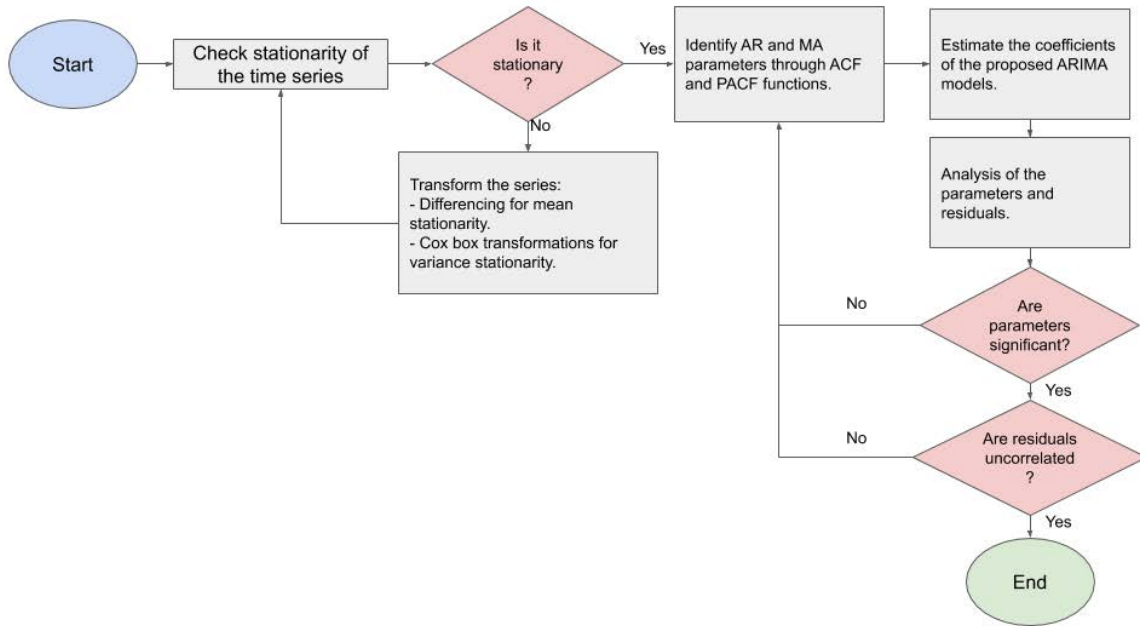 Start
Check stationarity of
the time series
Is it
stationary
?
Yes
No
Transform the series:
- Differencing for mean
stationarity.
- Cox box transformations for
variance stationarity.
Identify AR and MA
parameters through ACF
and PACF functions.
Estimate the coefficients
of the proposed ARIMA
models.
Analysis of the
parameters and
residuals.
Are
parameters
significant?
No
Yes
Are residuals
uncorrelated
?
No
Yes
End